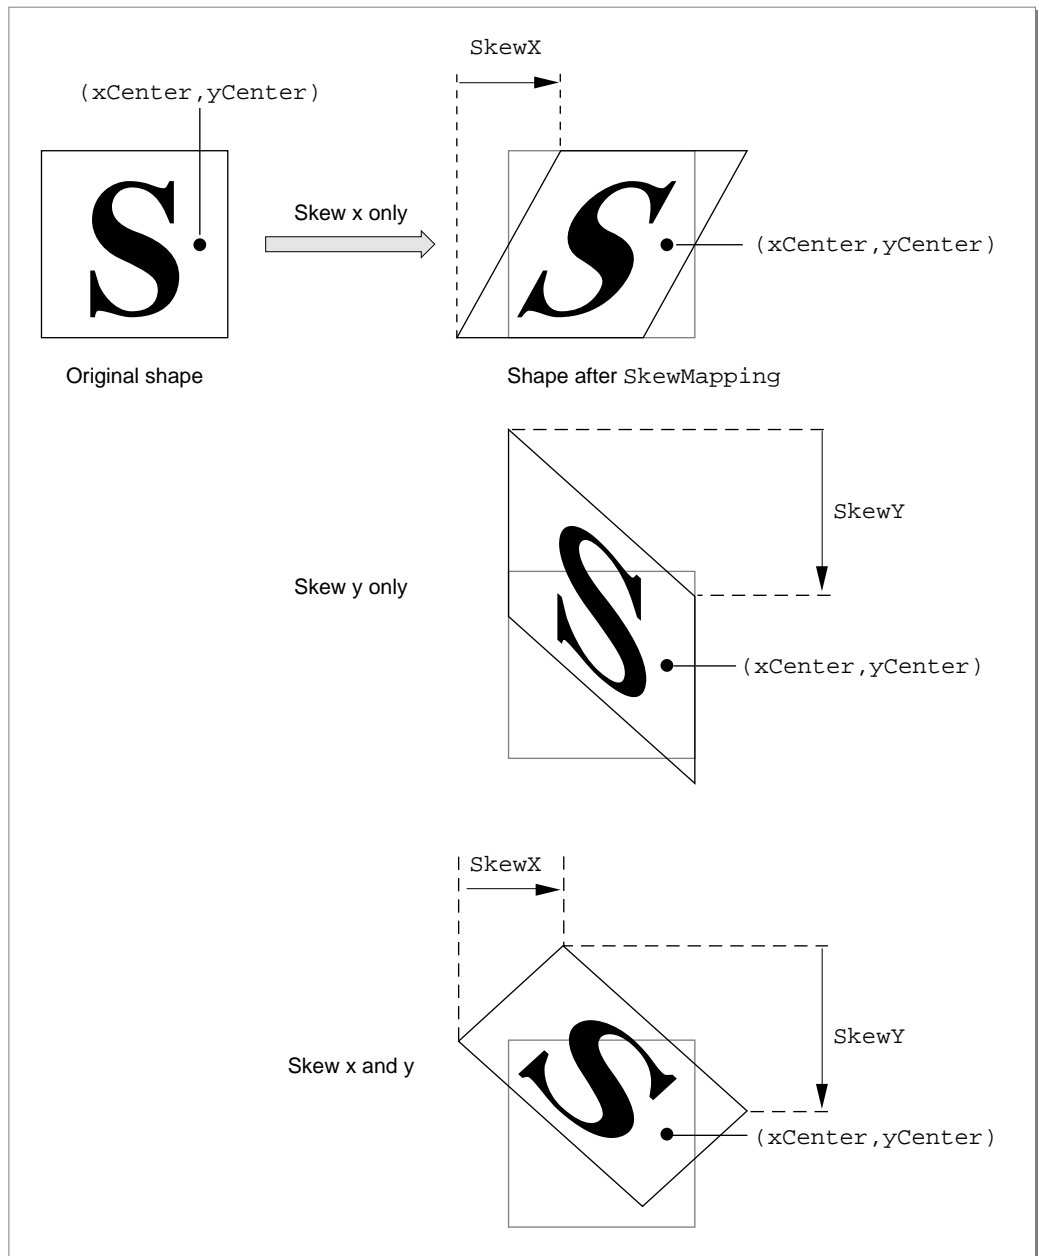 SkewX
(xCenter,yCenter)
S
Skew x only
S
(xCenter,yCenter)
Original shape
Shape after SkewMapping
SkewY
S
Skew y only
(xCenter,yCenter)
SkewX
SkewY
S
Skew x and y
(xCenter,yCenter)